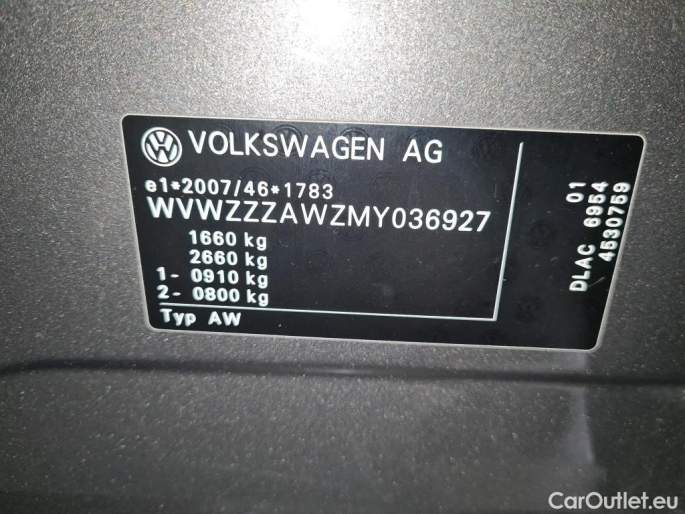 VOLKSWAGEN AG
e1*2007/46*1783
WVWZZZAWZMY036927
1660 kg
2660 kg
1- 0910 kg
2- 0800 kg
Typ AW
01
DLAC 6954
4530759
CarOutlet.eu